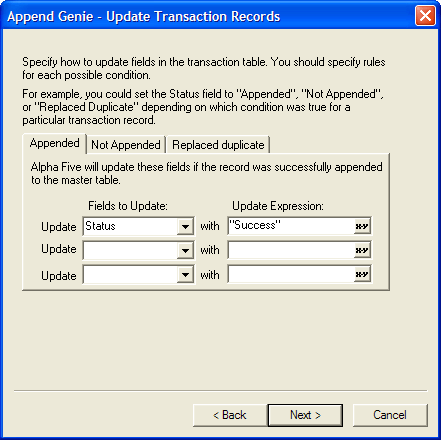 Append Genie - Update Transaction Records
Specify how to update fields in the transaction table. You should specify rules
for each possible condition.
For example, you could set the Status field to "Appended", "Not Appended",
or "Replaced Duplicate" depending on which condition was true for a
particular transaction record.
Appended Not Appended Replaced duplicate
Alpha Five will update these fields if the record was successfully appended
to the master table.
Fields to Update: Update Expression:
Update Status with "Success" x-y
Update with x-y
Update with x-y
< Back Next > Cancel